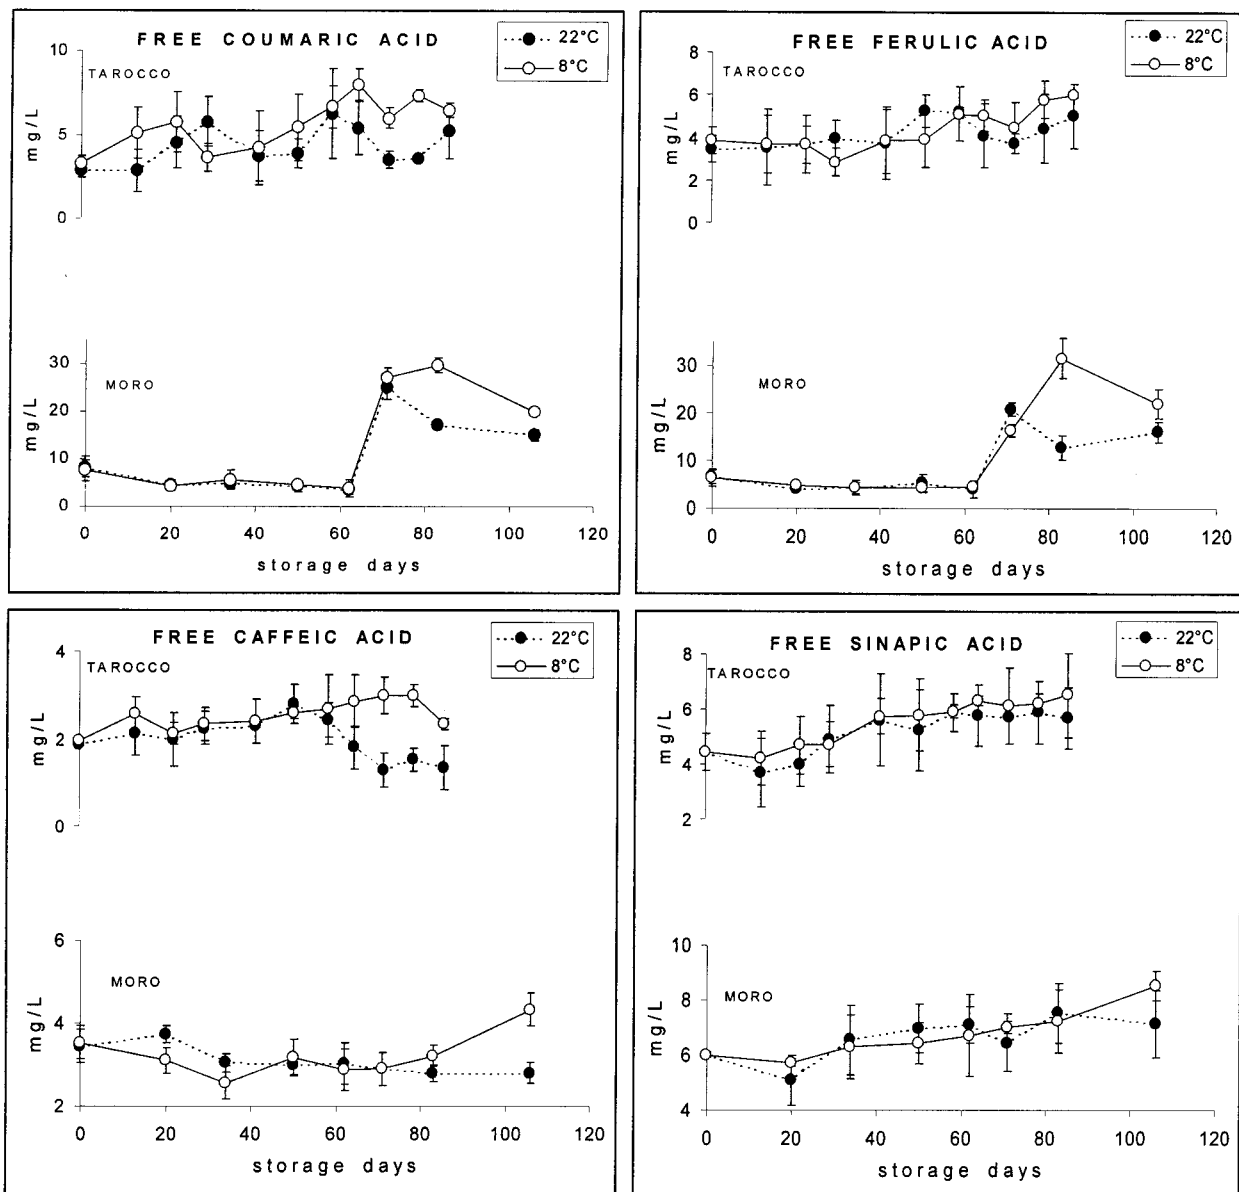 FREE COUMARIC ACID
22°C
8°C
TAROCCO
mg/L
10
5
0
MORO
mg/L
30
20
10
0
0 20 40 60 80 100 120
storage days
FREE FERULIC ACID
22°C
8°C
TAROCCO
mg/L
8
6
4
2
0
MORO
mg/L
30
20
10
0
0 20 40 60 80 100 120
storage days
FREE CAFFEIC ACID
22°C
8°C
TAROCCO
mg/L
4
2
0
MORO
mg/L
6
4
2
0 20 40 60 80 100 120
storage days
FREE SINAPIC ACID
22°C
8°C
TAROCCO
mg/L
8
6
4
2
MORO
mg/L
10
8
6
4
0 20 40 60 80 100 120
storage days